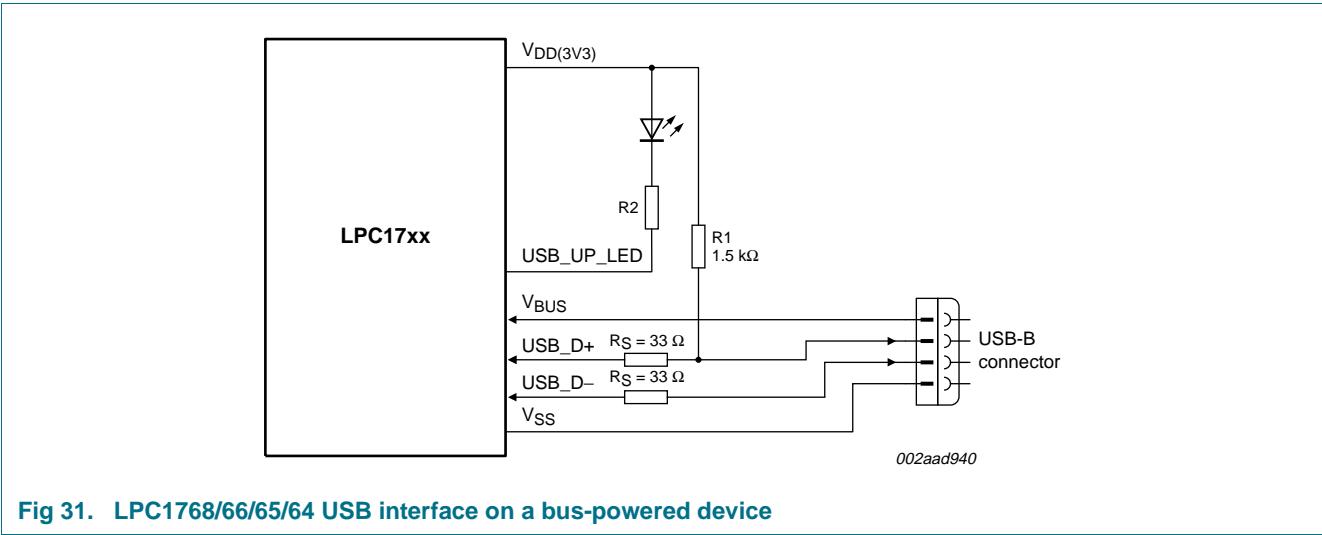 VDD(3V3)
R2
LPC17xx
R1
1.5 kΩ
USB_UP_LED
VBUS
USB_D+ RS = 33 Ω
USB-B
connector
USB_D− RS = 33 Ω
VSS
002aad940
Fig 31. LPC1768/66/65/64 USB interface on a bus-powered device